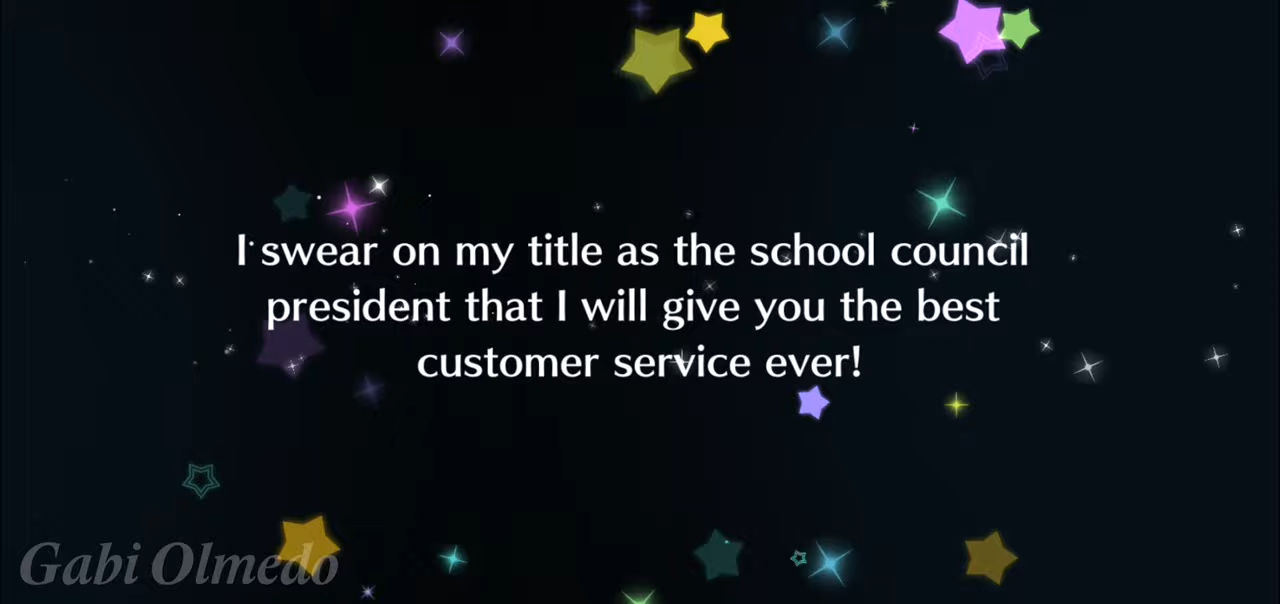 I swear on my title as the school council
president that I will give you the best
customer service ever!
Gabi Olmedo